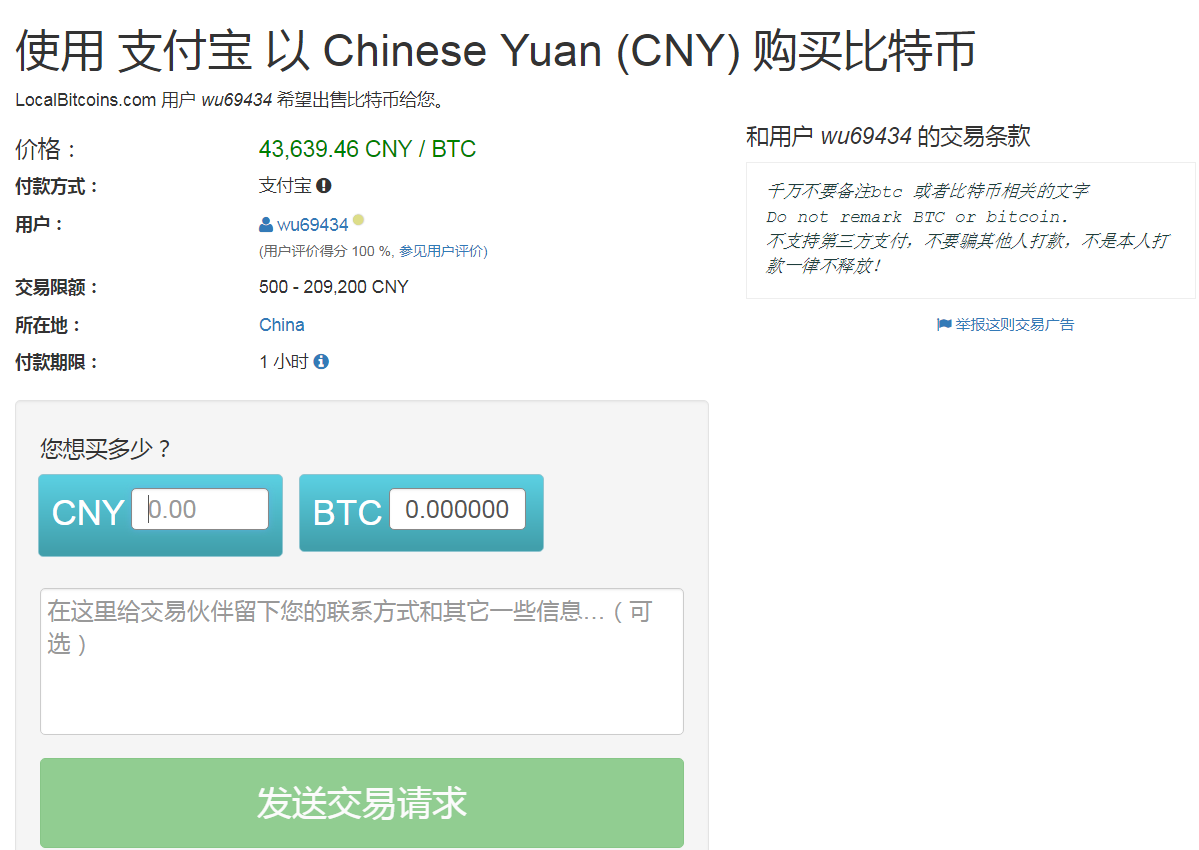 使用 支付宝 以 Chinese Yuan (CNY) 购买比特币
LocalBitcoins.com 用户 wu69434 希望出售比特币给您。
价格： 43,639.46 CNY / BTC
付款方式： 支付宝
用户： wu69434
(用户评价得分 100 %, 参见用户评价)
交易限额： 500 - 209,200 CNY
所在地： China
付款期限： 1 小时
和用户 wu69434 的交易条款
千万不要备注btc 或者比特币相关的文字
Do not remark BTC or bitcoin.
不支持第三方支付，不要骗其他人打款，不是本人打
款一律不释放！
举报这则交易广告
您想买多少？
CNY 0.00 BTC 0.000000
在这里给交易伙伴留下您的联系方式和其它一些信息...（可
选）
发送交易请求